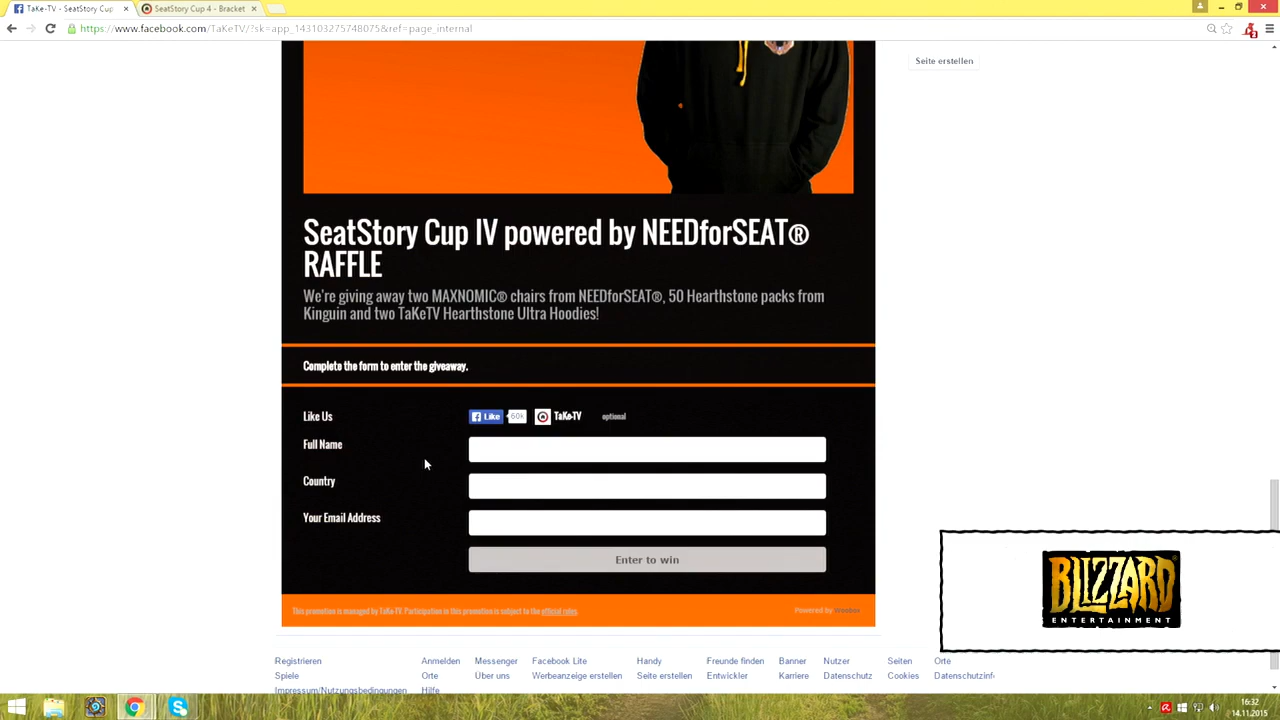 TaKe-TV - SeatStory Cup
SeatStory Cup 4 - Bracket
https://www.facebook.com/TaKeTV/?sk=app_143103275748075&ref=page_internal
Seite erstellen
SeatStory Cup IV powered by NEEDforSEAT®
RAFFLE
We're giving away two MAXNOMIC® chairs from NEEDforSEAT®, 50 Hearthstone packs from
Kinguin and two TaKeTV Hearthstone Ultra Hoodies!
Complete the form to enter the giveaway.
Like Us
Like 60k TaKe-TV optional
Full Name
Country
Your Email Address
Enter to win
This promotion is managed by TaKe-TV. Participation in this promotion is subject to the official rules.
Powered by Woobox
BLIZZARD®
ENTERTAINMENT
Registrieren Anmelden Messenger Facebook Lite Handy Freunde finden Banner Nutzer Seiten Orte
Spiele Orte Über uns Werbeanzeige erstellen Seite erstellen Entwickler Karriere Datenschutz Cookies Datenschutzinf
Impressum/Nutzungsbedingungen Hilfe
16:32
14.11.2015